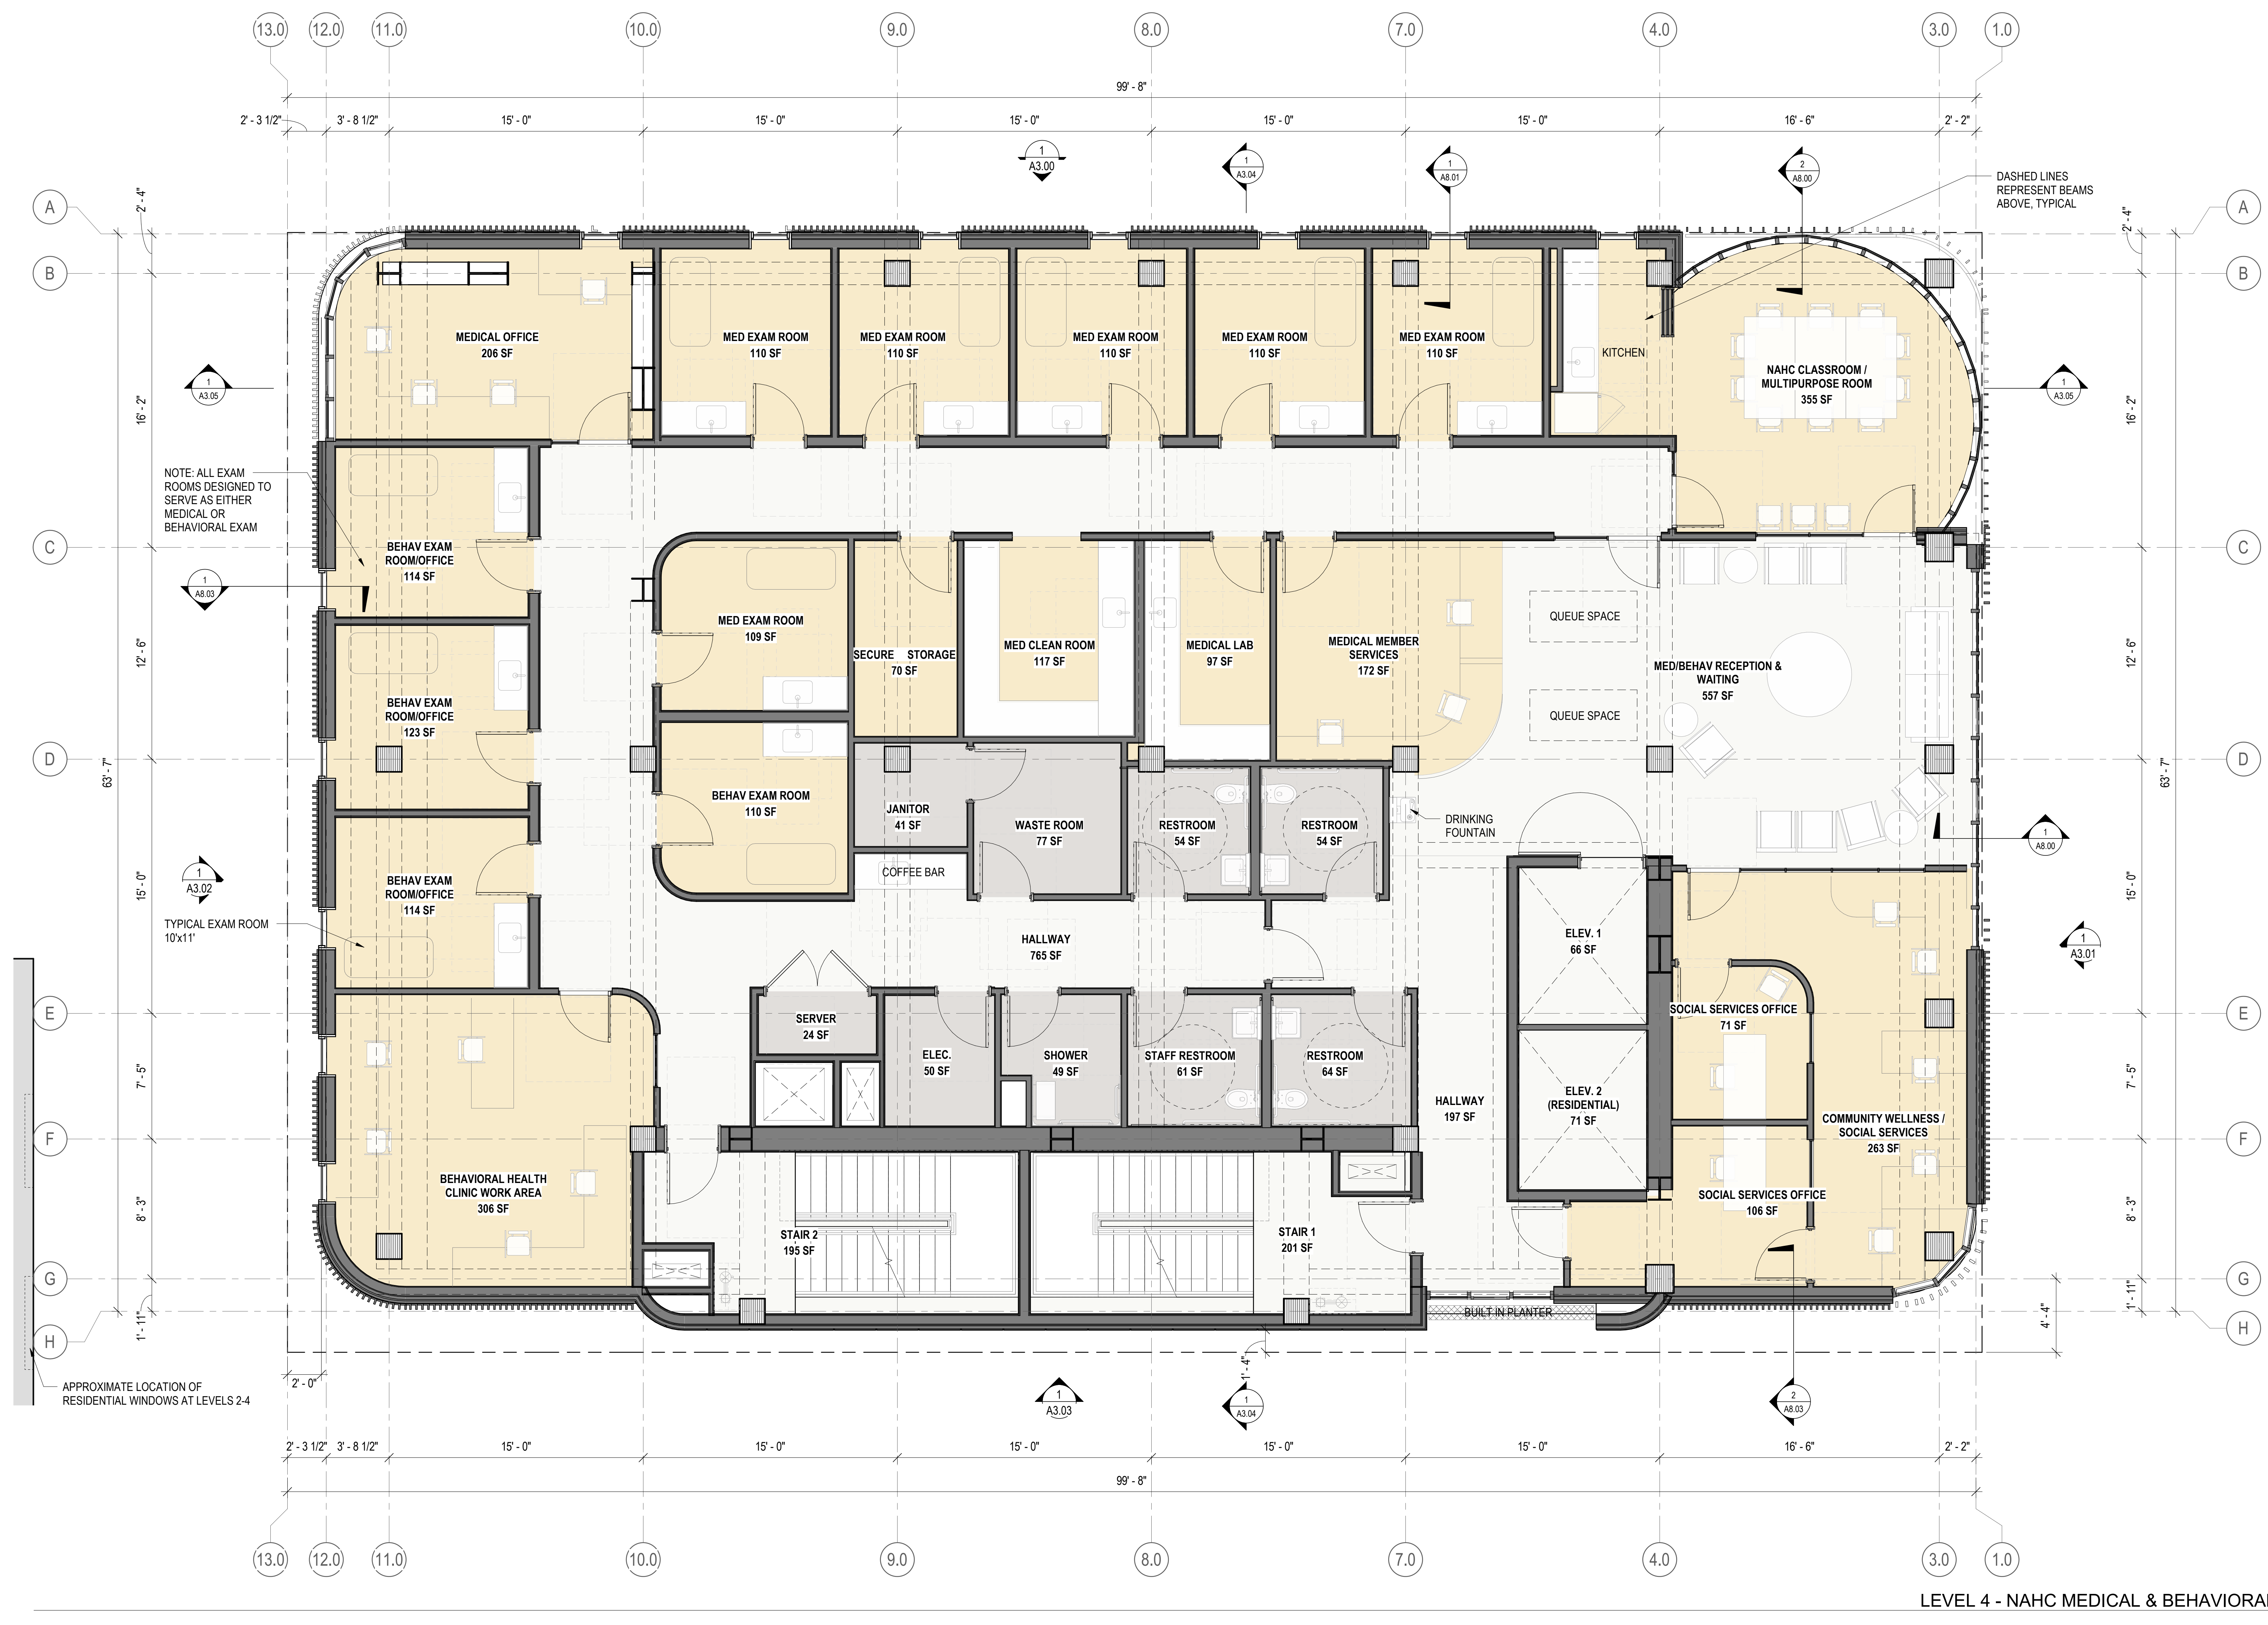 13.0 12.0 11.0 10.0 9.0 8.0 7.0 4.0 3.0 1.0
99' - 8"
2' - 3 1/2" 3' - 8 1/2" 15' - 0" 15' - 0" 15' - 0" 15' - 0" 15' - 0" 16' - 6" 2' - 2"
1
A3.00
1
A3.04
1
A8.01
2
A8.00
DASHED LINES
REPRESENT BEAMS
ABOVE, TYPICAL
A
2' - 4"
2' - 4"
A
B
B
MEDICAL OFFICE
206 SF
MED EXAM ROOM
110 SF
MED EXAM ROOM
110 SF
MED EXAM ROOM
110 SF
MED EXAM ROOM
110 SF
MED EXAM ROOM
110 SF
KITCHEN
NAHC CLASSROOM /
MULTIPURPOSE ROOM
355 SF
1
A3.05
1
A3.05
16' - 2"
16' - 2"
NOTE: ALL EXAM
ROOMS DESIGNED TO
SERVE AS EITHER
MEDICAL OR
BEHAVIORAL EXAM
C
C
BEHAV EXAM
ROOM/OFFICE
114 SF
1
A8.03
MED EXAM ROOM
109 SF
SECURE STORAGE
70 SF
MED CLEAN ROOM
117 SF
MEDICAL LAB
97 SF
MEDICAL MEMBER
SERVICES
172 SF
QUEUE SPACE
QUEUE SPACE
MED/BEHAV RECEPTION &
WAITING
557 SF
12' - 6"
12' - 6"
BEHAV EXAM
ROOM/OFFICE
123 SF
D
D
63' - 7"
63' - 7"
BEHAV EXAM ROOM
110 SF
JANITOR
41 SF
WASTE ROOM
77 SF
RESTROOM
54 SF
RESTROOM
54 SF
DRINKING
FOUNTAIN
1
A8.00
1
A3.02
BEHAV EXAM
ROOM/OFFICE
114 SF
COFFEE BAR
15' - 0"
15' - 0"
TYPICAL EXAM ROOM
10'x11'
HALLWAY
765 SF
ELEV. 1
66 SF
1
A3.01
E
E
SERVER
24 SF
SOCIAL SERVICES OFFICE
71 SF
ELEC.
50 SF
SHOWER
49 SF
STAFF RESTROOM
61 SF
RESTROOM
64 SF
7' - 5"
7' - 5"
HALLWAY
197 SF
ELEV. 2
(RESIDENTIAL)
71 SF
COMMUNITY WELLNESS /
SOCIAL SERVICES
263 SF
F
F
BEHAVIORAL HEALTH
CLINIC WORK AREA
306 SF
SOCIAL SERVICES OFFICE
106 SF
8' - 3"
8' - 3"
STAIR 2
195 SF
STAIR 1
201 SF
G
G
BUILT IN PLANTER
1' - 11"
1' - 11"
4' - 4"
H
H
1' - 4"
2' - 0"
APPROXIMATE LOCATION OF
RESIDENTIAL WINDOWS AT LEVELS 2-4
1
A3.03
1
A3.04
2
A8.03
2' - 3 1/2" 3' - 8 1/2" 15' - 0" 15' - 0" 15' - 0" 15' - 0" 15' - 0" 16' - 6" 2' - 2"
99' - 8"
13.0 12.0 11.0 10.0 9.0 8.0 7.0 4.0 3.0 1.0
LEVEL 4 - NAHC MEDICAL & BEHAVIORAL